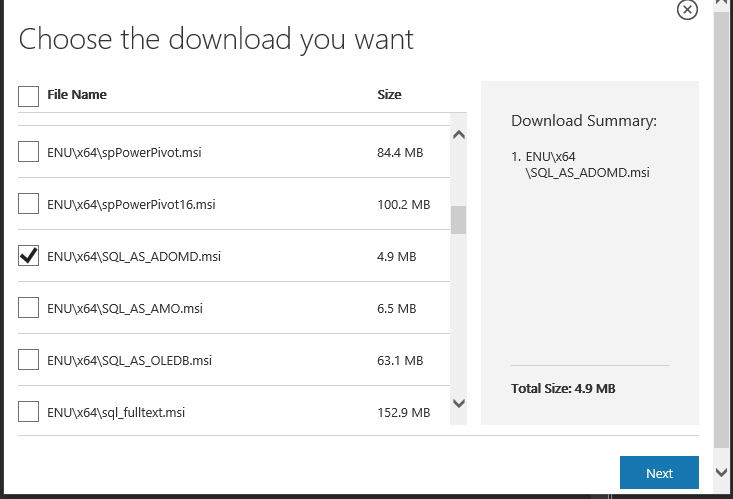 Choose the download you want
File Name Size
ENU\x64\spPowerPivot.msi 84.4 MB
ENU\x64\spPowerPivot16.msi 100.2 MB
ENU\x64\SQL_AS_ADOMD.msi 4.9 MB
ENU\x64\SQL_AS_AMO.msi 6.5 MB
ENU\x64\SQL_AS_OLEDB.msi 63.1 MB
ENU\x64\sql_fulltext.msi 152.9 MB
Download Summary:
1. ENU\x64
\SQL_AS_ADOMD.msi
Total Size: 4.9 MB
Next